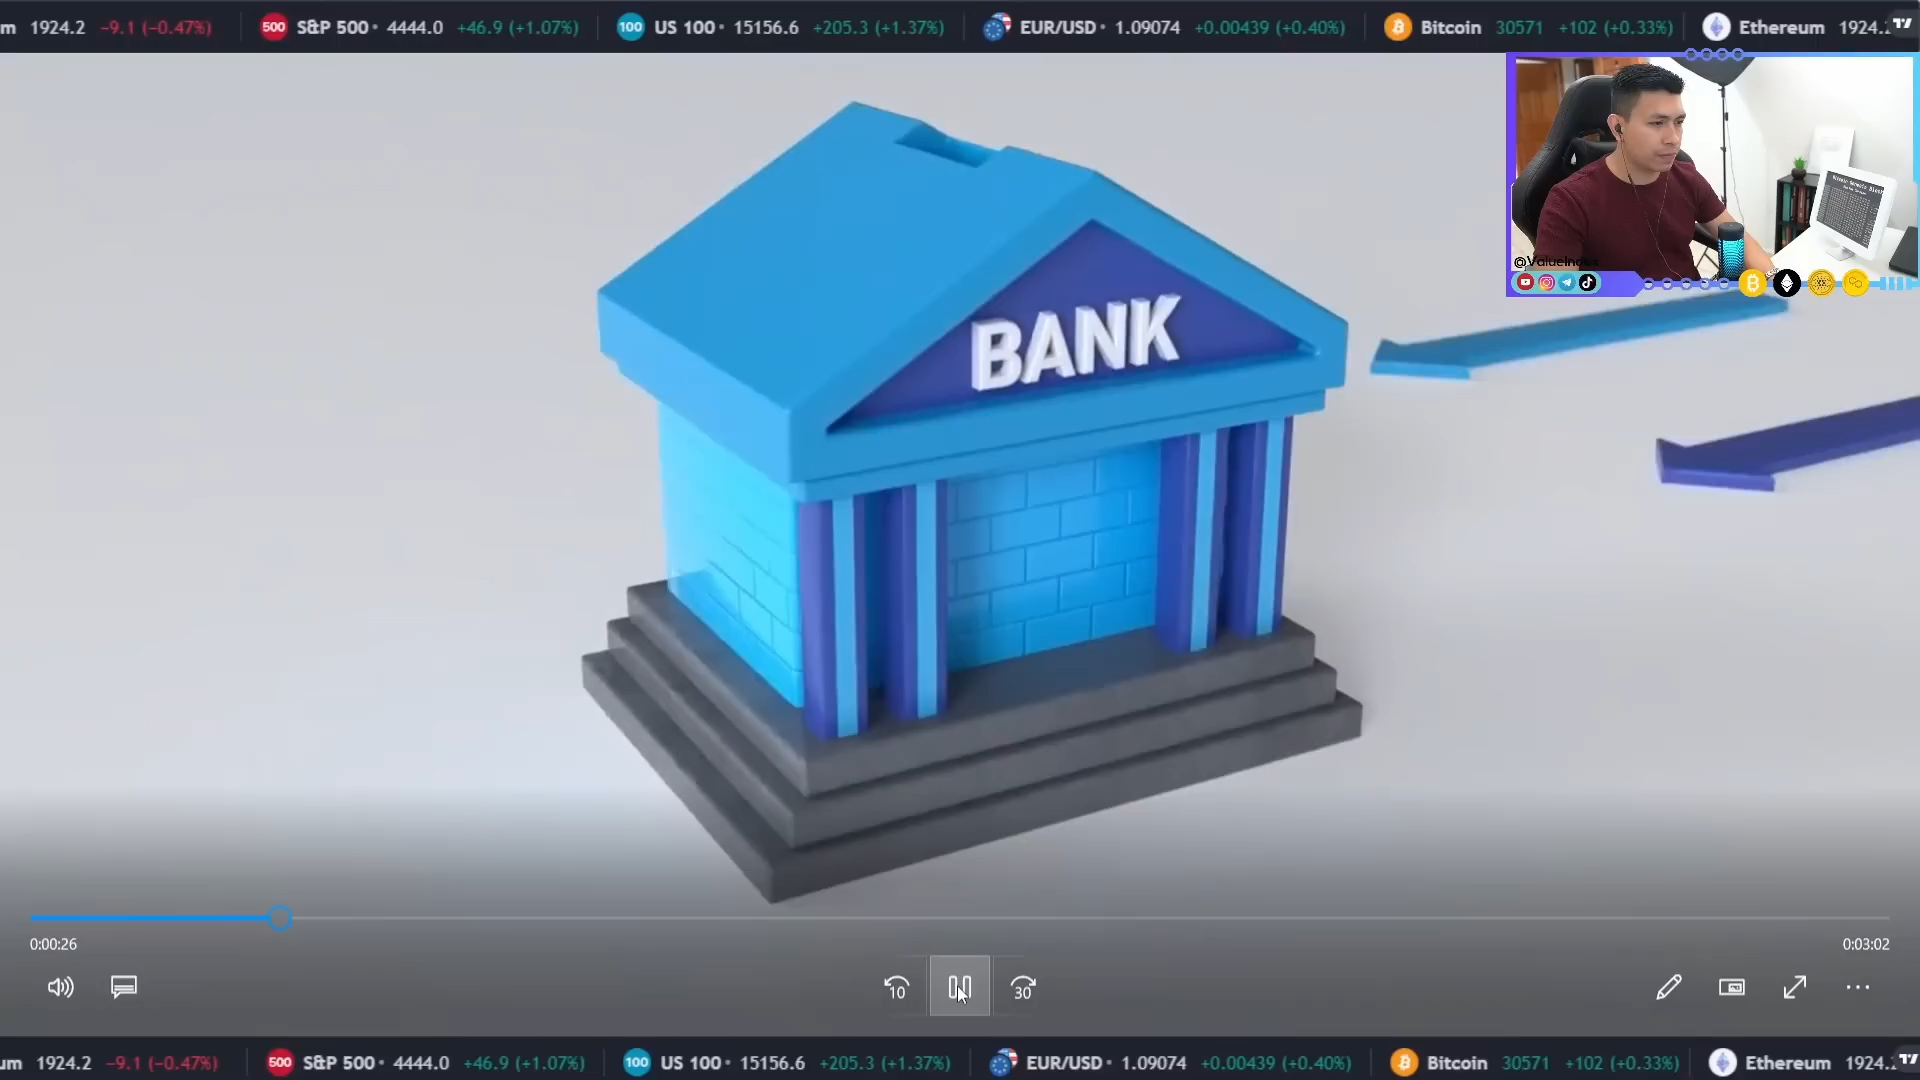 m 1924.2 −9.1 (−0.47%) 500 S&P 500 • 4444.0 +46.9 (+1.07%) 100 US 100 • 15156.6 +205.3 (+1.37%) EUR/USD • 1.09074 +0.00439 (+0.40%) Bitcoin 30571 +102 (+0.33%) Ethereum 1924.2
@ValueInd
BANK
0:00:26
0:03:02
10
30
um 1924.2 −9.1 (−0.47%) 500 S&P 500 • 4444.0 +46.9 (+1.07%) 100 US 100 • 15156.6 +205.3 (+1.37%) EUR/USD • 1.09074 +0.00439 (+0.40%) Bitcoin 30571 +102 (+0.33%) Ethereum 1924.2